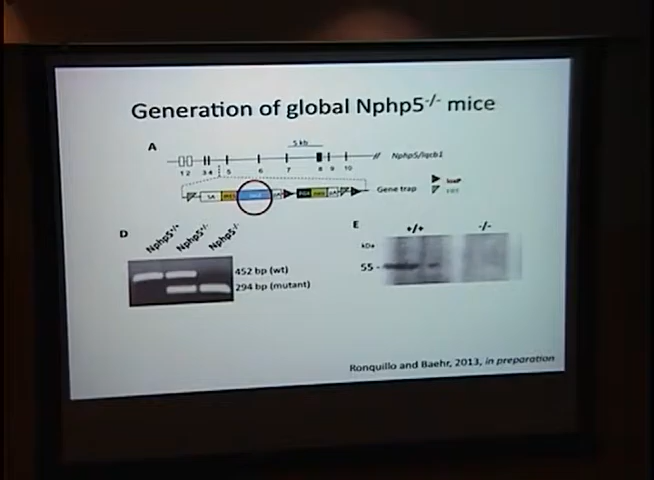 Generation of global Nphp5-/- mice
A
5 kb
Nphp5/Iqcb1
1 2 3 4 5 6 7 8 9 10
SA
Gene trap
loxP
D
Nphp5+/+
Nphp5+/-
Nphp5-/-
452 bp (wt)
294 bp (mutant)
E
+/+
-/-
kDa
55 -
Ronquillo and Baehr, 2013, in preparation